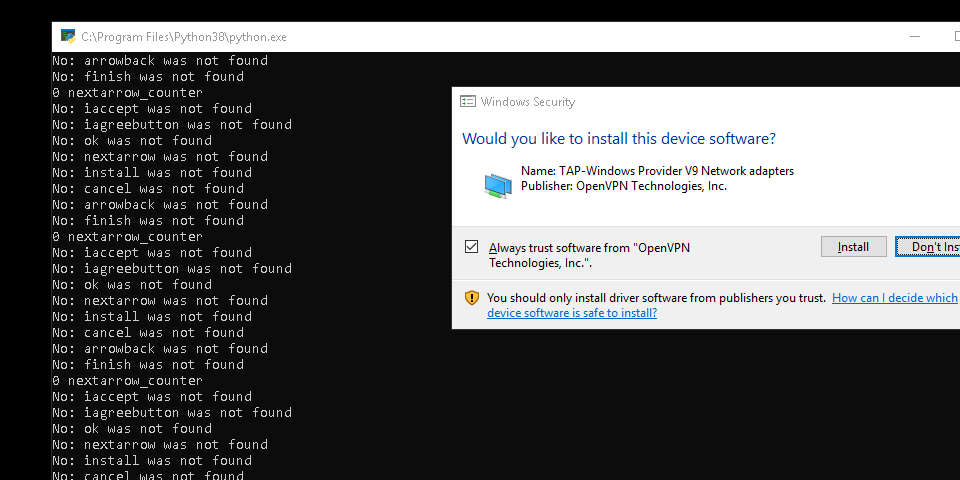 C:\Program Files\Python38\python.exe
No: arrowback was not found
No: finish was not found
0 nextarrow_counter
No: iaccept was not found
No: iagreebutton was not found
No: ok was not found
No: nextarrow was not found
No: install was not found
No: cancel was not found
No: arrowback was not found
No: finish was not found
0 nextarrow_counter
No: iaccept was not found
No: iagreebutton was not found
No: ok was not found
No: nextarrow was not found
No: install was not found
No: cancel was not found
No: arrowback was not found
No: finish was not found
0 nextarrow_counter
No: iaccept was not found
No: iagreebutton was not found
No: ok was not found
No: nextarrow was not found
No: install was not found
No: cancel was not found
Windows Security
Would you like to install this device software?
Name: TAP-Windows Provider V9 Network adapters
Publisher: OpenVPN Technologies, Inc.
Always trust software from "OpenVPN
Technologies, Inc.".
Install
Don't Inst
You should only install driver software from publishers you trust. How can I decide which
device software is safe to install?